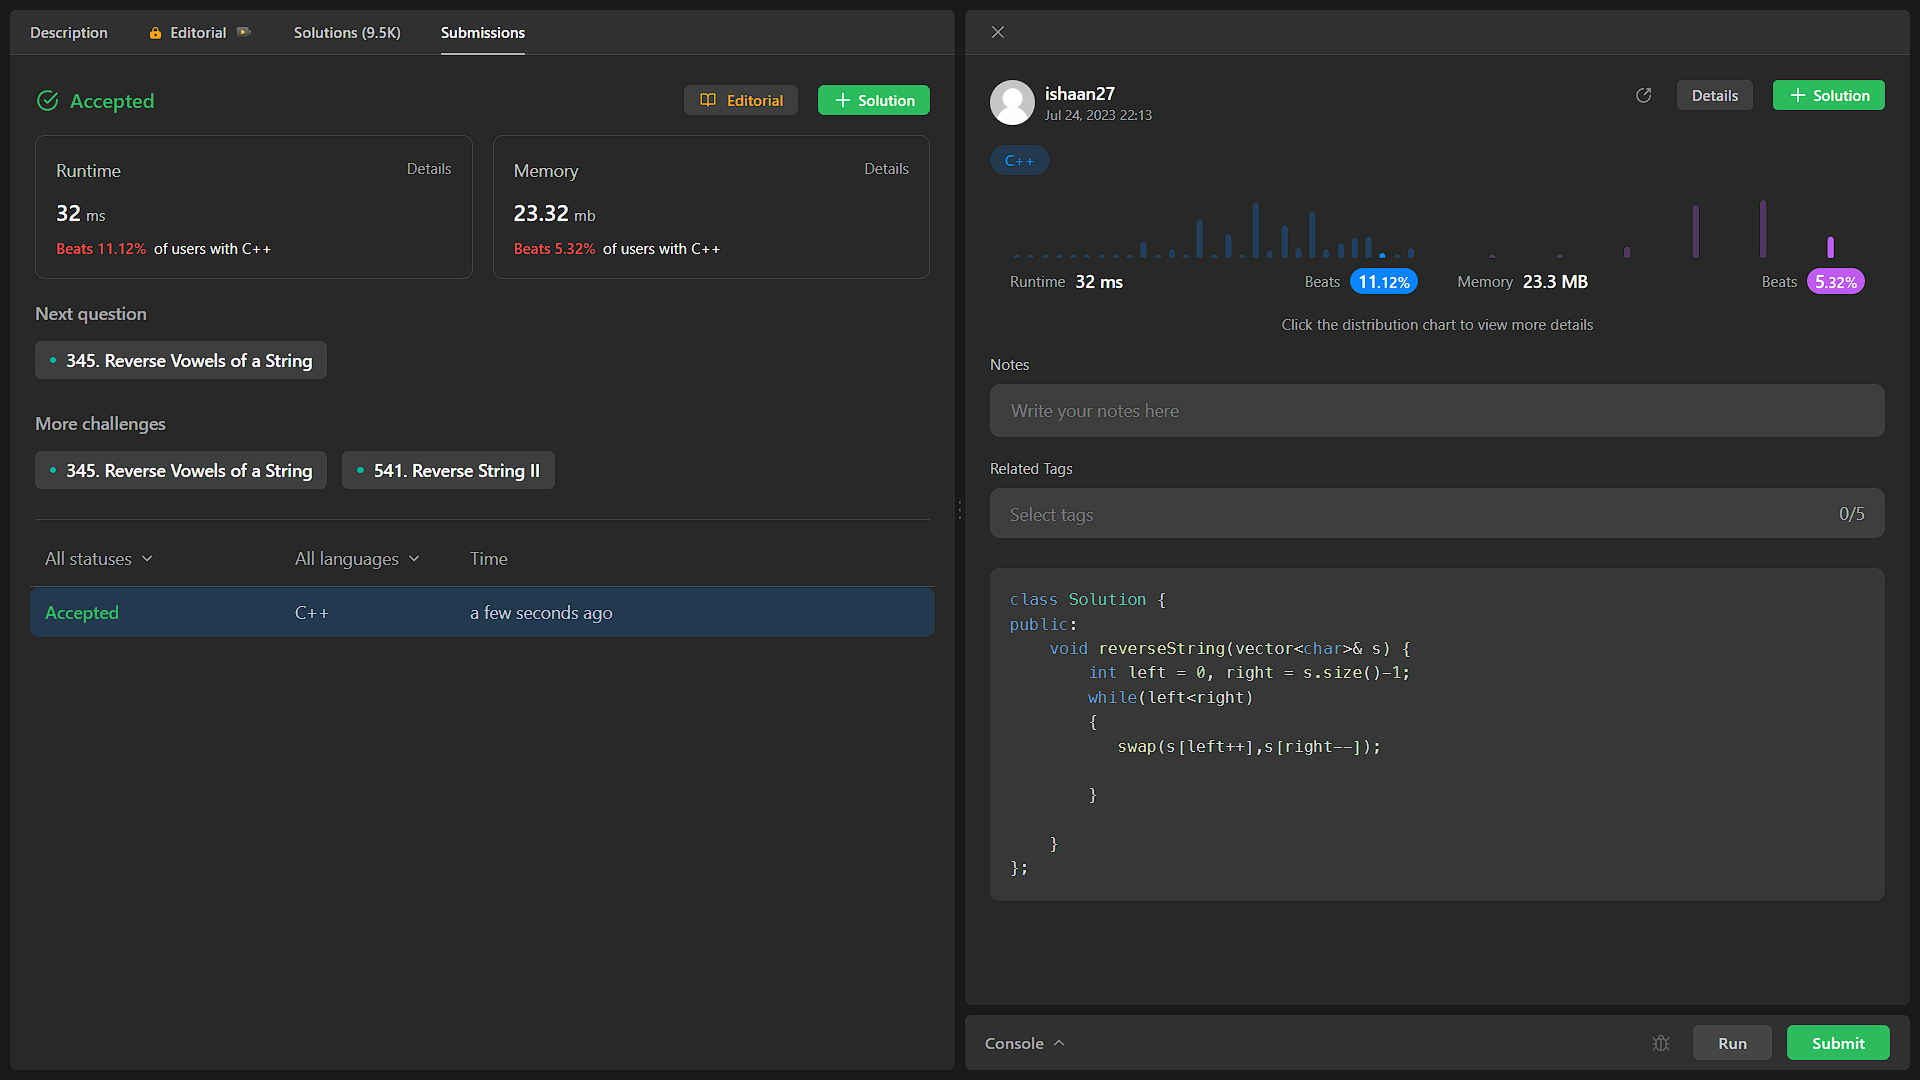 Description
Editorial
Solutions (9.5K)
Submissions
Accepted
Editorial
Solution
Runtime
Details
32 ms
Beats 11.12% of users with C++
Memory
Details
23.32 mb
Beats 5.32% of users with C++
Next question
345. Reverse Vowels of a String
More challenges
345. Reverse Vowels of a String
541. Reverse String II
All statuses
All languages
Time
Accepted
C++
a few seconds ago
ishaan27
Jul 24, 2023 22:13
Details
Solution
C++
Runtime 32 ms
Beats 11.12%
Memory 23.3 MB
Beats 5.32%
Click the distribution chart to view more details
Notes
Write your notes here
Related Tags
Select tags
0/5
class Solution {
public:
    void reverseString(vector<char>& s) {
        int left = 0, right = s.size()-1;
        while(left<right)
        {
           swap(s[left++],s[right--]);
        }
    }
};
Console
Run
Submit